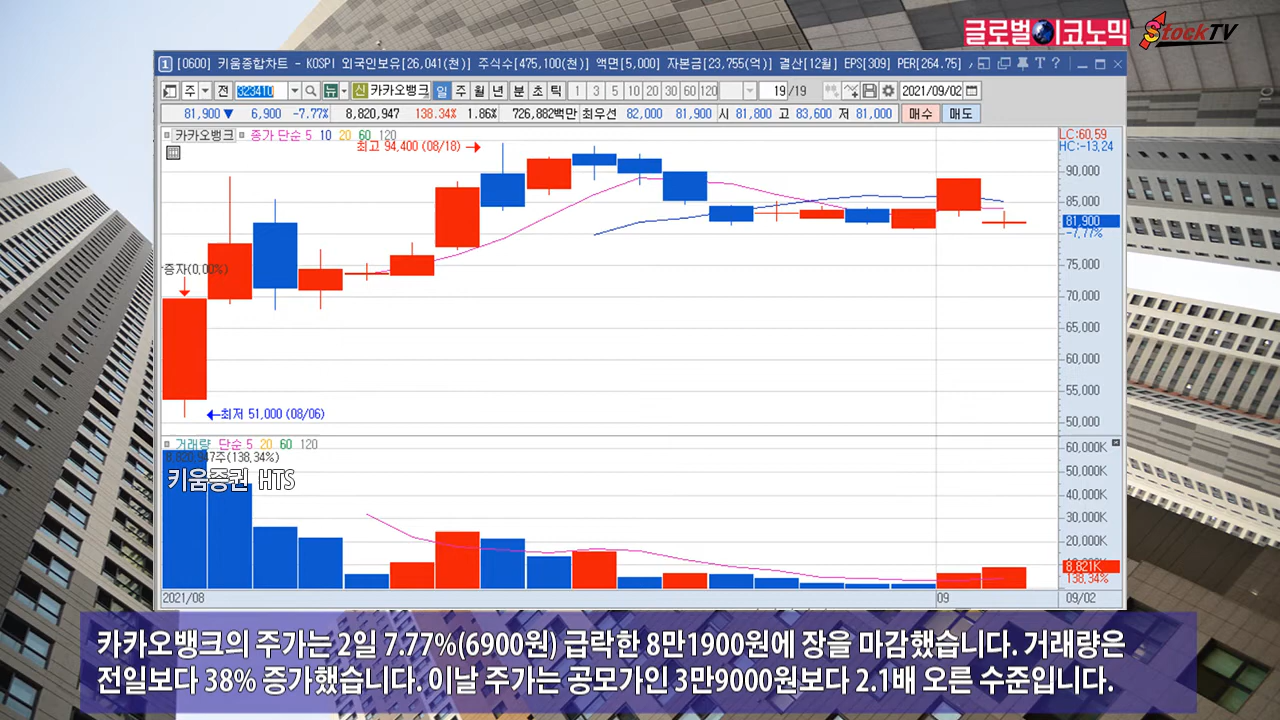 글로벌이코노믹 StockTV
1 [0600] 키움종합차트 - KOSPI 외국인보유[26,041(천)] 주식수[475,100(천)] 액면[5,000] 자본금[23,755(억)] 결산[12월] EPS[309] PER[264.75]
주 전 323410 뉴 신 카카오뱅크 일 주 월 년 분 초 틱 1 3 5 10 20 30 60 120 19 /19 2021/09/02
81,900 ▼ 6,900 -7.77% 8,820,947 138.34% 1.86% 726,882백만 최우선 82,000 81,900 시 81,800 고 83,600 저 81,000 매수 매도
카카오뱅크 종가 단순 5 10 20 60 120
LC:60,59
HC:-13,24
최고 94,400 (08/18)
90,000
85,000
81,900
-7.77%
75,000
70,000
65,000
60,000
55,000
50,000
증자(0.00%)
최저 51,000 (08/06)
거래량 단순 5 20 60 120
8,820,947주(138.34%)
키움증권 HTS
60,000K
50,000K
40,000K
30,000K
20,000K
8,821K
138.34%
2021/08 09 09/02
카카오뱅크의 주가는 2일 7.77%(6900원) 급락한 8만1900원에 장을 마감했습니다. 거래량은
전일보다 38% 증가했습니다. 이날 주가는 공모가인 3만9000원보다 2.1배 오른 수준입니다.